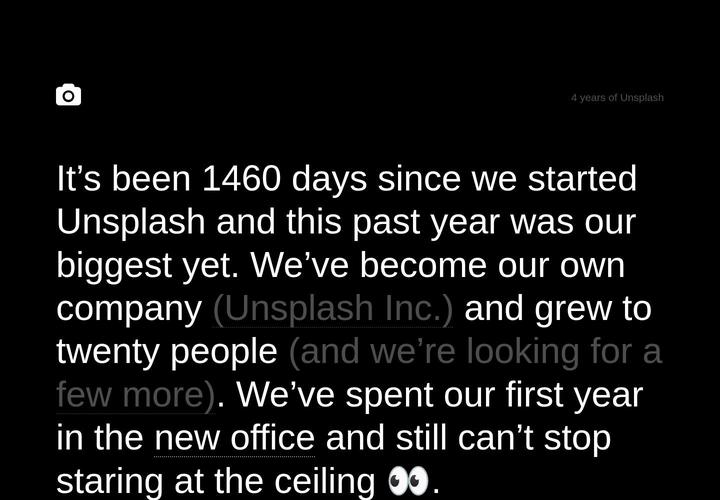 4 years of Unsplash
It’s been 1460 days since we started
Unsplash and this past year was our
biggest yet. We’ve become our own
company (Unsplash Inc.) and grew to
twenty people (and we’re looking for a
few more). We’ve spent our first year
in the new office and still can’t stop
staring at the ceiling 👀.